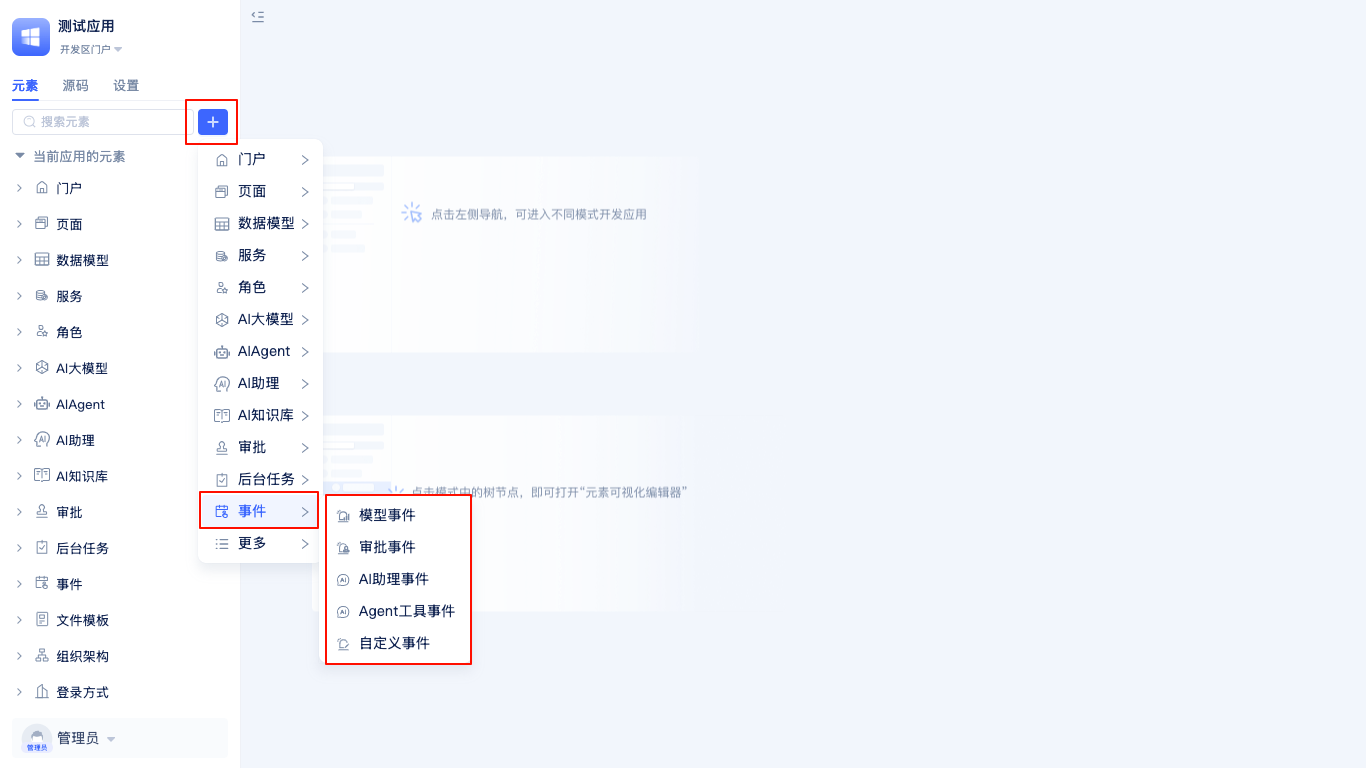 测试应用
开发区门户
元素 源码 设置
搜索元素
当前应用的元素
门户
页面
数据模型
服务
角色
AI大模型
AIAgent
AI助理
AI知识库
审批
后台任务
事件
文件模板
组织架构
登录方式
管理员
管理员
门户
页面
数据模型
服务
角色
AI大模型
AIAgent
AI助理
AI知识库
审批
后台任务
事件
更多
模型事件
审批事件
AI助理事件
Agent工具事件
自定义事件
点击左侧导航，可进入不同模式开发应用
点击模式中的树节点，即可打开“元素可视化编辑器”